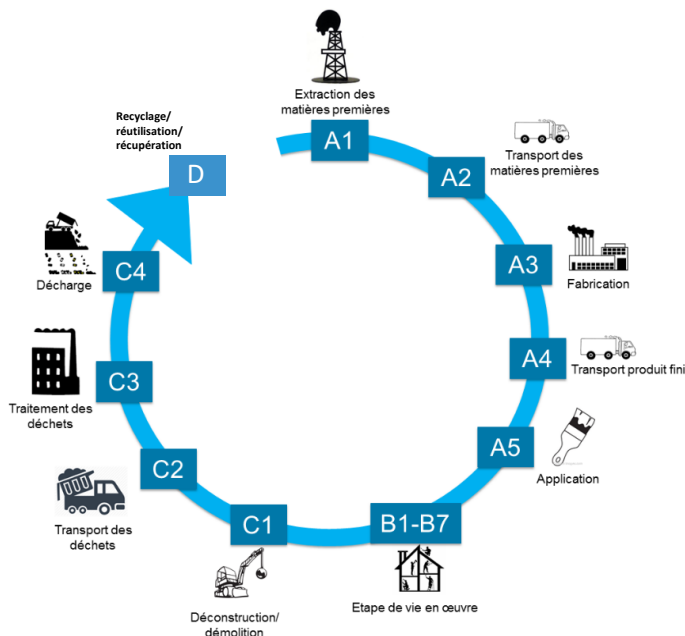 Extraction des
matières premières
A1
Transport des
matières premières
A2
A3
Fabrication
A4
Transport produit fini
A5
Application
B1-B7
Etape de vie en œuvre
C1
Déconstruction/
démolition
C2
Transport des
déchets
C3
Traitement des
déchets
C4
Décharge
D
Recyclage/
réutilisation/
récupération